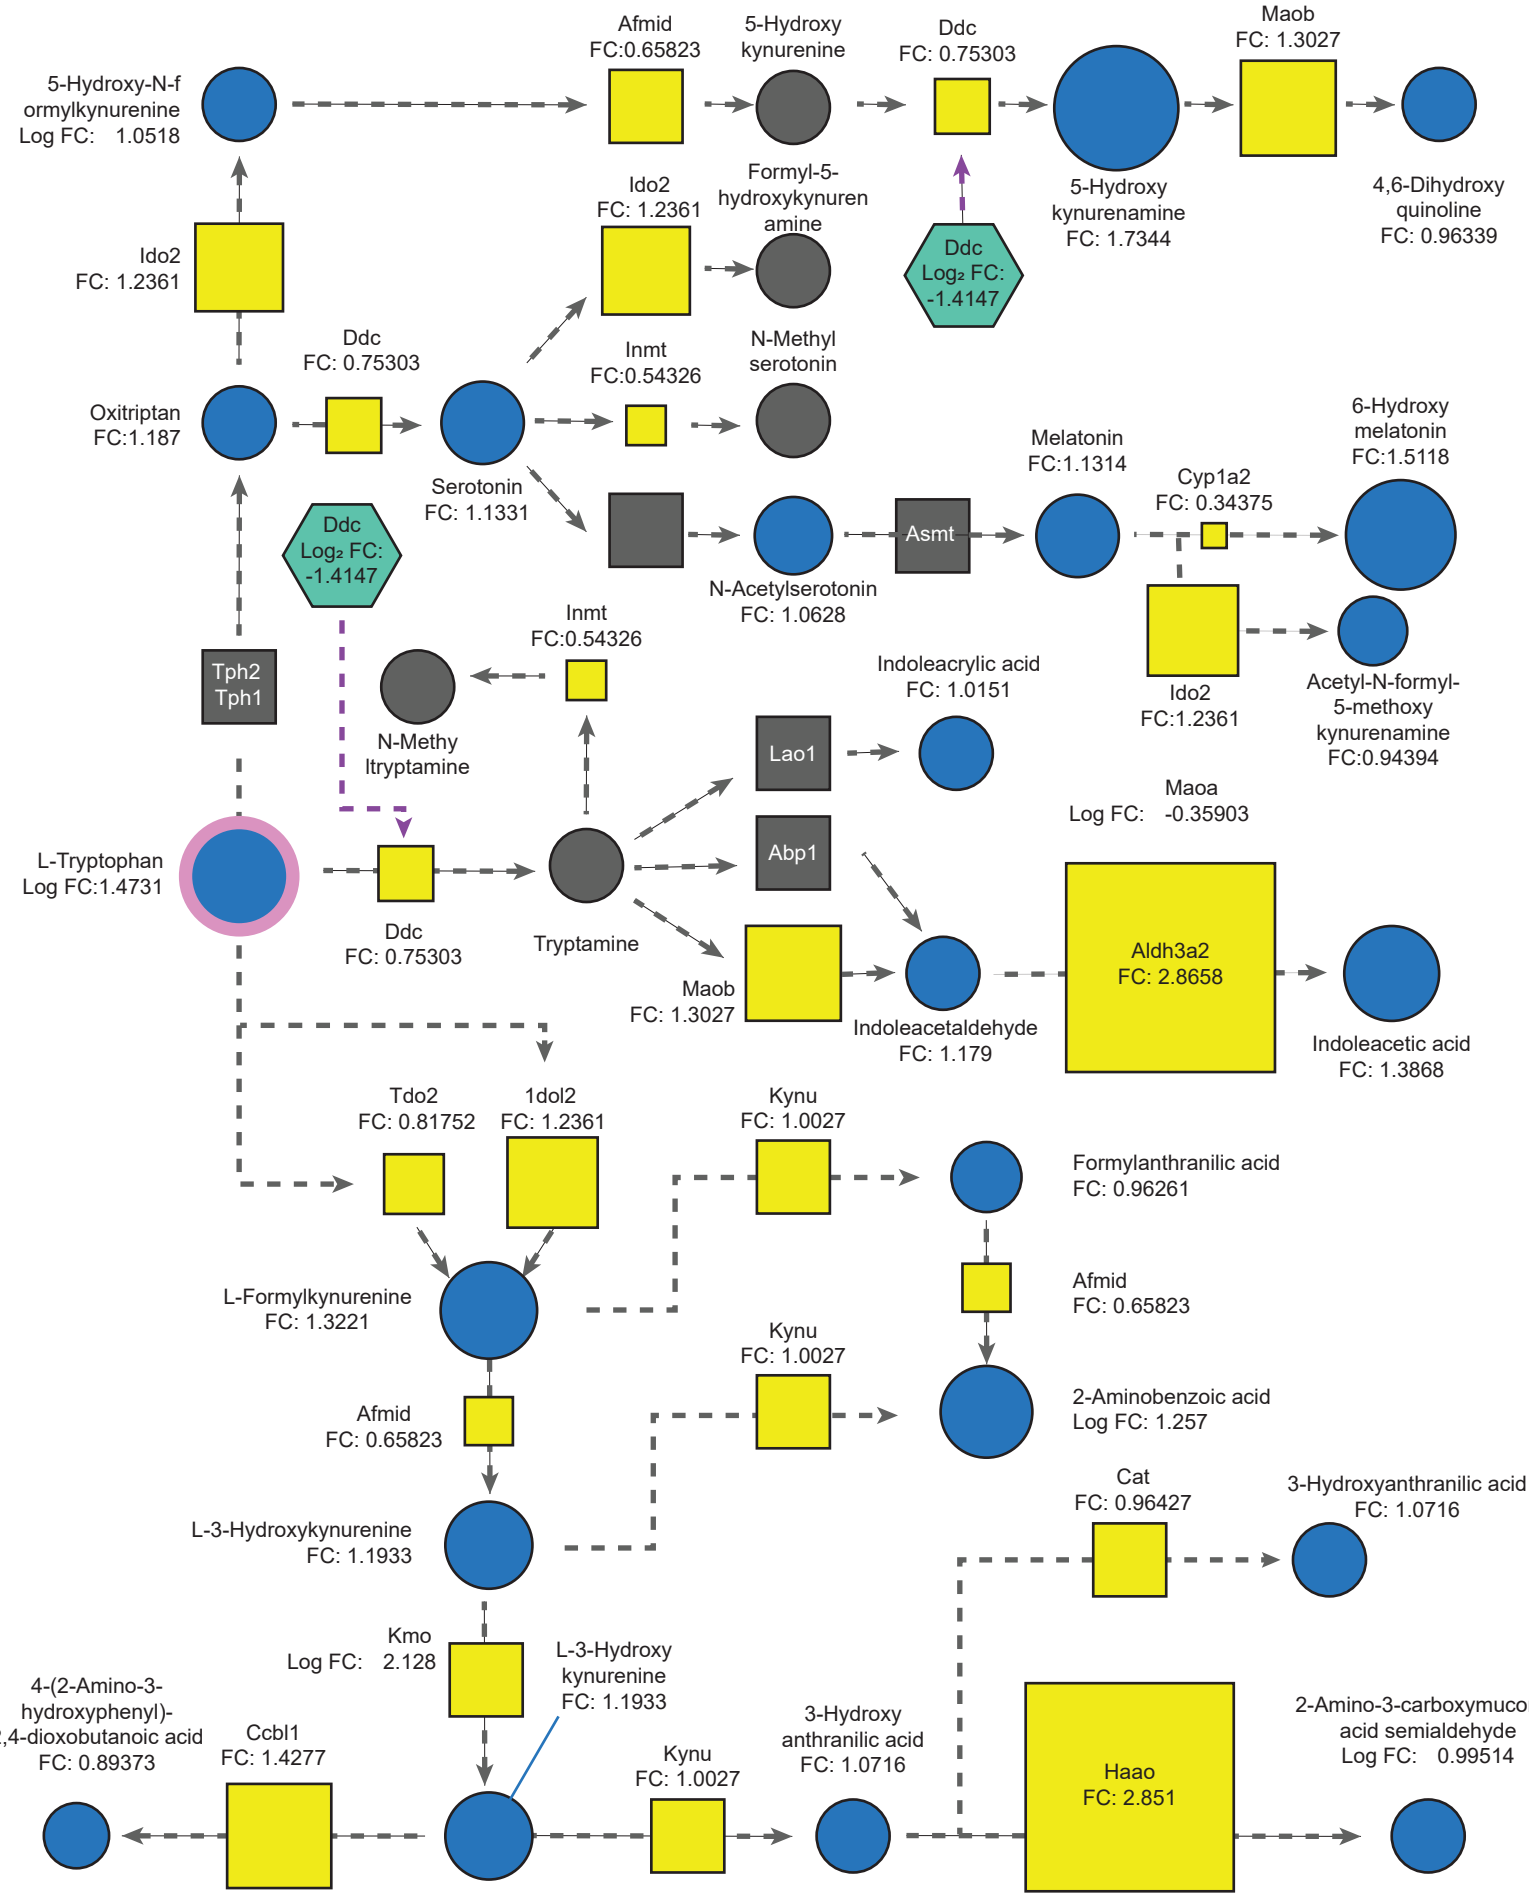 Afmid
FC:0.65823
5-Hydroxy
kynurenine
Ddc
FC: 0.75303
Maob
FC: 1.3027
5-Hydroxy-N-f
ormylkynurenine
Log FC: 1.0518
Ido2
FC: 1.2361
Formyl-5-
hydroxykynuren
amine
5-Hydroxy
kynurenamine
FC: 1.7344
4,6-Dihydroxy
quinoline
FC: 0.96339
Ddc
Log₂ FC:
-1.4147
Ido2
FC: 1.2361
Ddc
FC: 0.75303
Inmt
FC:0.54326
N-Methyl
serotonin
Oxitriptan
FC:1.187
Serotonin
FC: 1.1331
Melatonin
FC:1.1314
Cyp1a2
FC: 0.34375
6-Hydroxy
melatonin
FC:1.5118
Ddc
Log₂ FC:
-1.4147
Asmt
N-Acetylserotonin
FC: 1.0628
Inmt
FC:0.54326
Tph2
Tph1
N-Methy
ltryptamine
Indoleacrylic acid
FC: 1.0151
Ido2
FC:1.2361
Acetyl-N-formyl-
5-methoxy
kynurenamine
FC:0.94394
Lao1
Maoa
Log FC: -0.35903
L-Tryptophan
Log FC:1.4731
Abp1
Ddc
FC: 0.75303
Tryptamine
Maob
FC: 1.3027
Indoleacetaldehyde
FC: 1.179
Aldh3a2
FC: 2.8658
Indoleacetic acid
FC: 1.3868
Tdo2
FC: 0.81752
1dol2
FC: 1.2361
Kynu
FC: 1.0027
Formylanthranilic acid
FC: 0.96261
L-Formylkynurenine
FC: 1.3221
Afmid
FC: 0.65823
Kynu
FC: 1.0027
2-Aminobenzoic acid
Log FC: 1.257
Afmid
FC: 0.65823
Cat
FC: 0.96427
3-Hydroxyanthranilic acid
FC: 1.0716
L-3-Hydroxykynurenine
FC: 1.1933
Kmo
Log FC: 2.128
L-3-Hydroxy
kynurenine
FC: 1.1933
4-(2-Amino-3-
hydroxyphenyl)-
2,4-dioxobutanoic acid
FC: 0.89373
Ccbl1
FC: 1.4277
Kynu
FC: 1.0027
3-Hydroxy
anthranilic acid
FC: 1.0716
Haao
FC: 2.851
2-Amino-3-carboxymuco
acid semialdehyde
Log FC: 0.99514